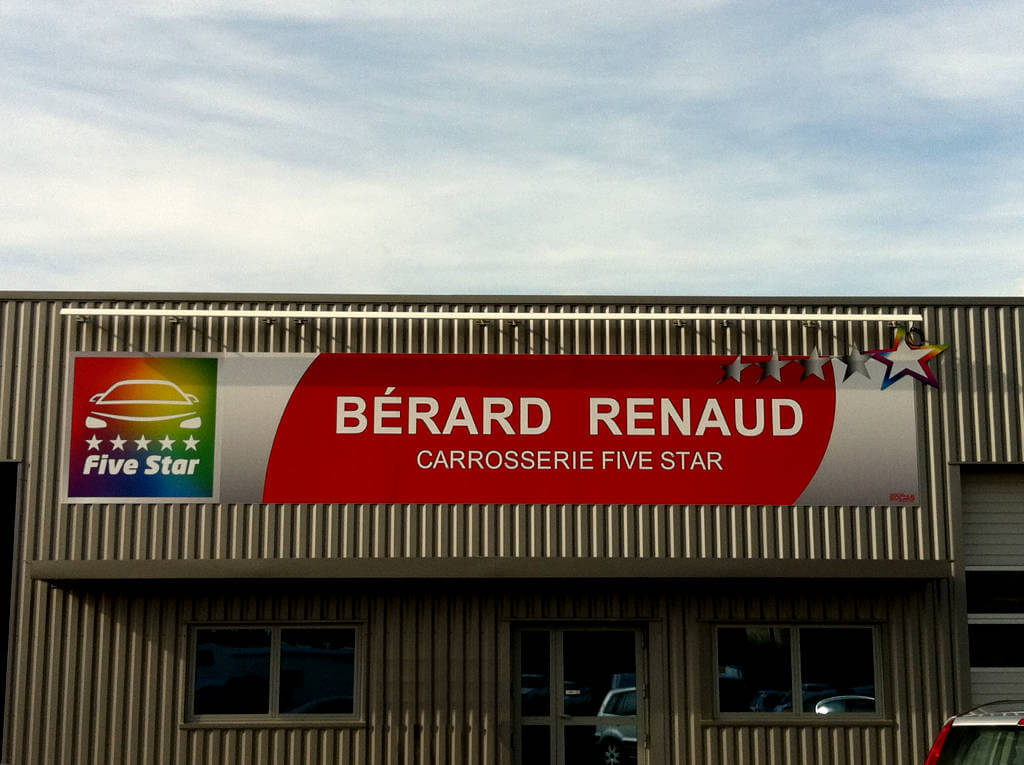 Five Star
BÉRARD RENAUD
CARROSSERIE FIVE STAR